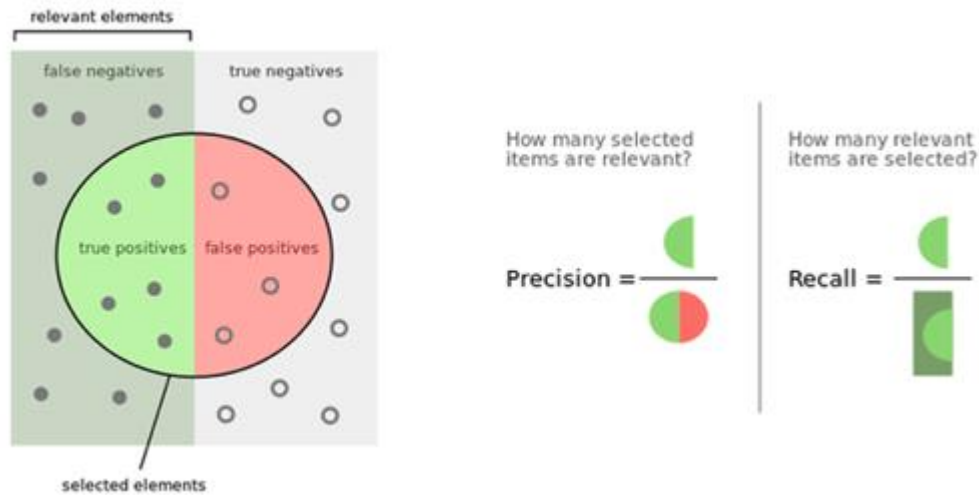 relevant elements
false negatives
true negatives
true positives
false positives
selected elements
How many selected
items are relevant?
Precision =
How many relevant
items are selected?
Recall =